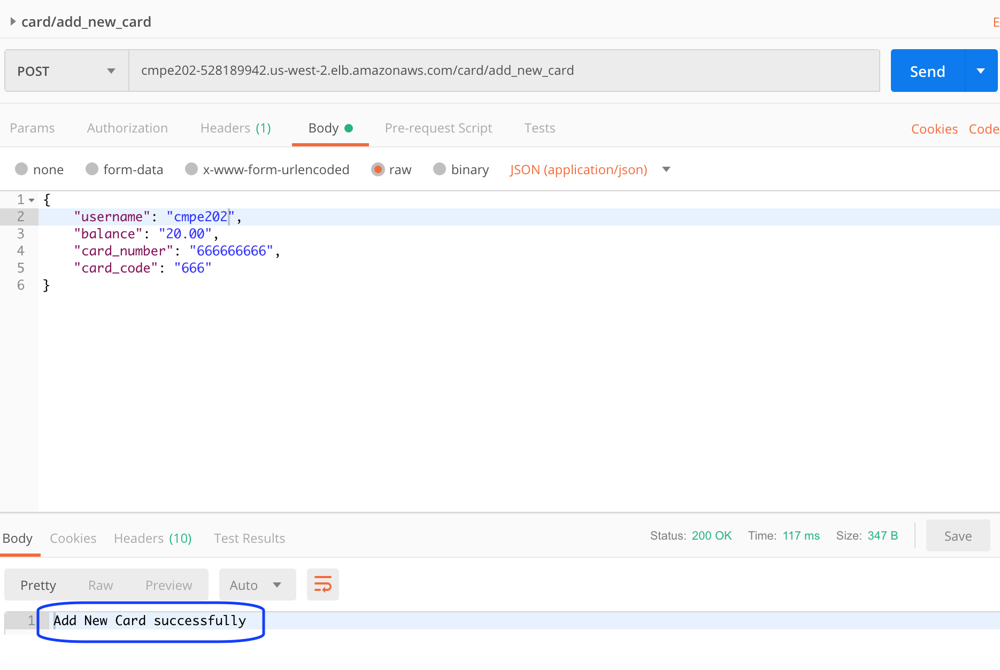 card/add_new_card
E
POST
cmpe202-528189942.us-west-2.elb.amazonaws.com/card/add_new_card
Send
Params Authorization Headers (1) Body Pre-request Script Tests Cookies Code
none form-data x-www-form-urlencoded raw binary JSON (application/json)
1 {
2 "username": "cmpe202",
3 "balance": "20.00",
4 "card_number": "666666666",
5 "card_code": "666"
6 }
Body Cookies Headers (10) Test Results Status: 200 OK Time: 117 ms Size: 347 B Save
Pretty Raw Preview Auto
1 Add New Card successfully